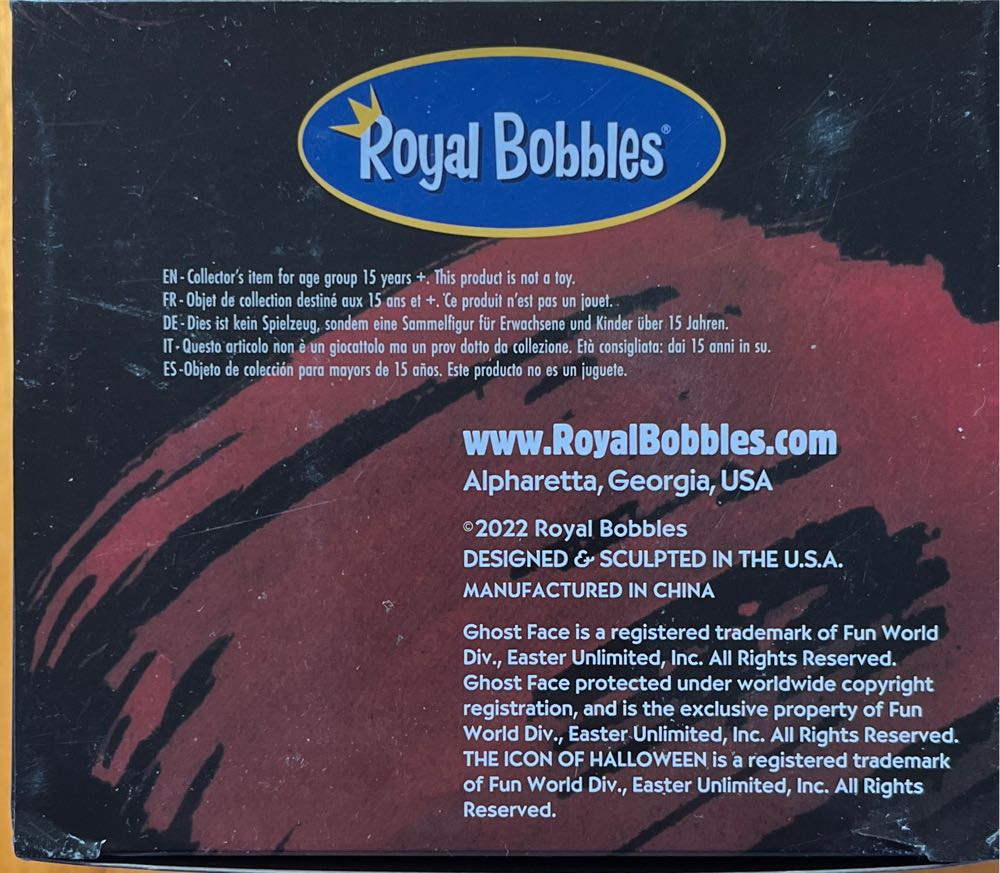 Royal Bobbles®
EN - Collector's item for age group 15 years +. This product is not a toy.
FR - Objet de collection destiné aux 15 ans et +. Ce produit n'est pas un jouet.
DE - Dies ist kein Spielzeug, sondem eine Sammelfigur für Erwachsene und Kinder über 15 Jahren.
IT - Questo articolo non è un giocattolo ma un prov dotto da collezione. Età consigliata: dai 15 anni in su.
ES - Objeto de colección para mayors de 15 años. Este producto no es un juguete.
www.RoyalBobbles.com
Alpharetta, Georgia, USA
©2022 Royal Bobbles
DESIGNED & SCULPTED IN THE U.S.A.
MANUFACTURED IN CHINA
Ghost Face is a registered trademark of Fun World
Div., Easter Unlimited, Inc. All Rights Reserved.
Ghost Face protected under worldwide copyright
registration, and is the exclusive property of Fun
World Div., Easter Unlimited, Inc. All Rights Reserved.
THE ICON OF HALLOWEEN is a registered trademark
of Fun World Div., Easter Unlimited, Inc. All Rights
Reserved.